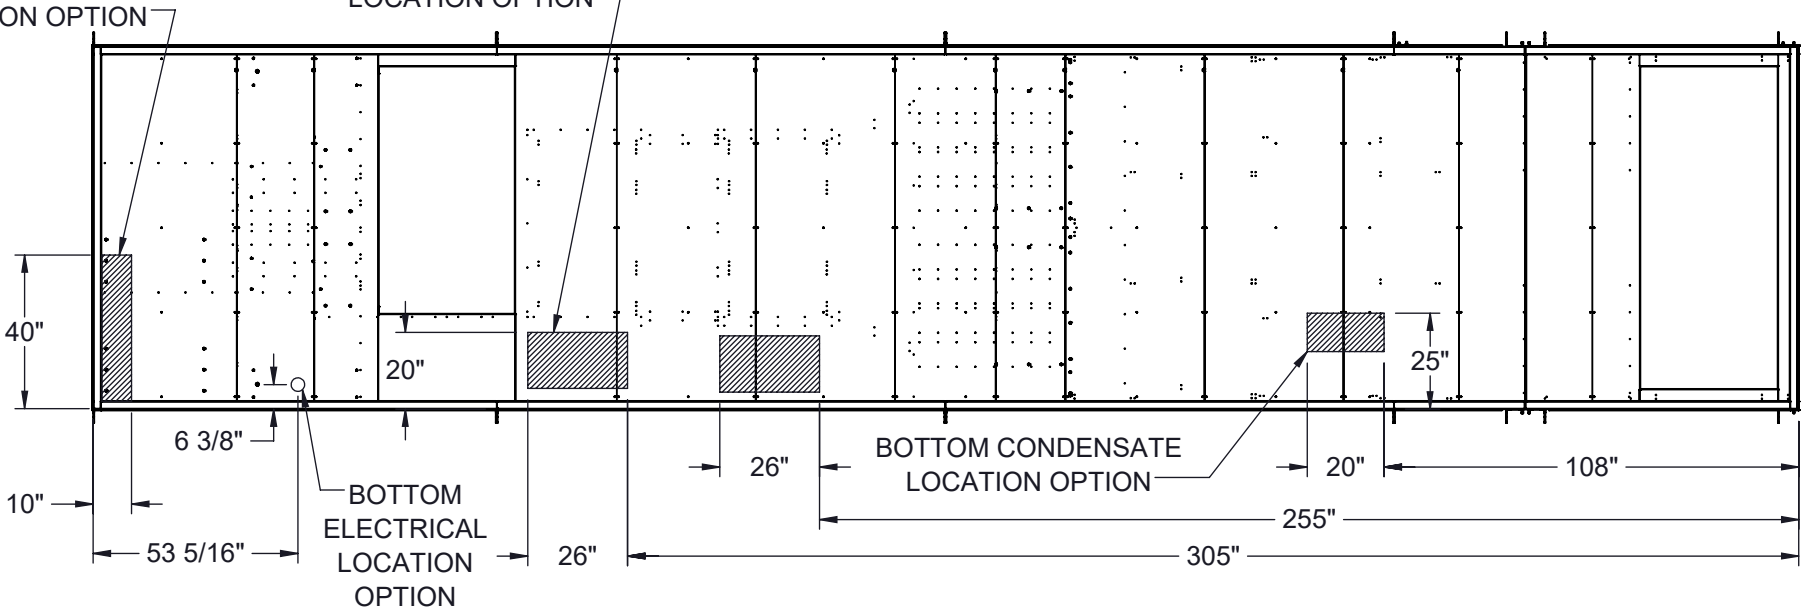 ON OPTION
LOCATION OPTION
40"
20"
25"
6 3/8"
BOTTOM CONDENSATE
LOCATION OPTION
26"
20"
108"
10"
BOTTOM
ELECTRICAL
LOCATION
OPTION
255"
53 5/16"
26"
305"